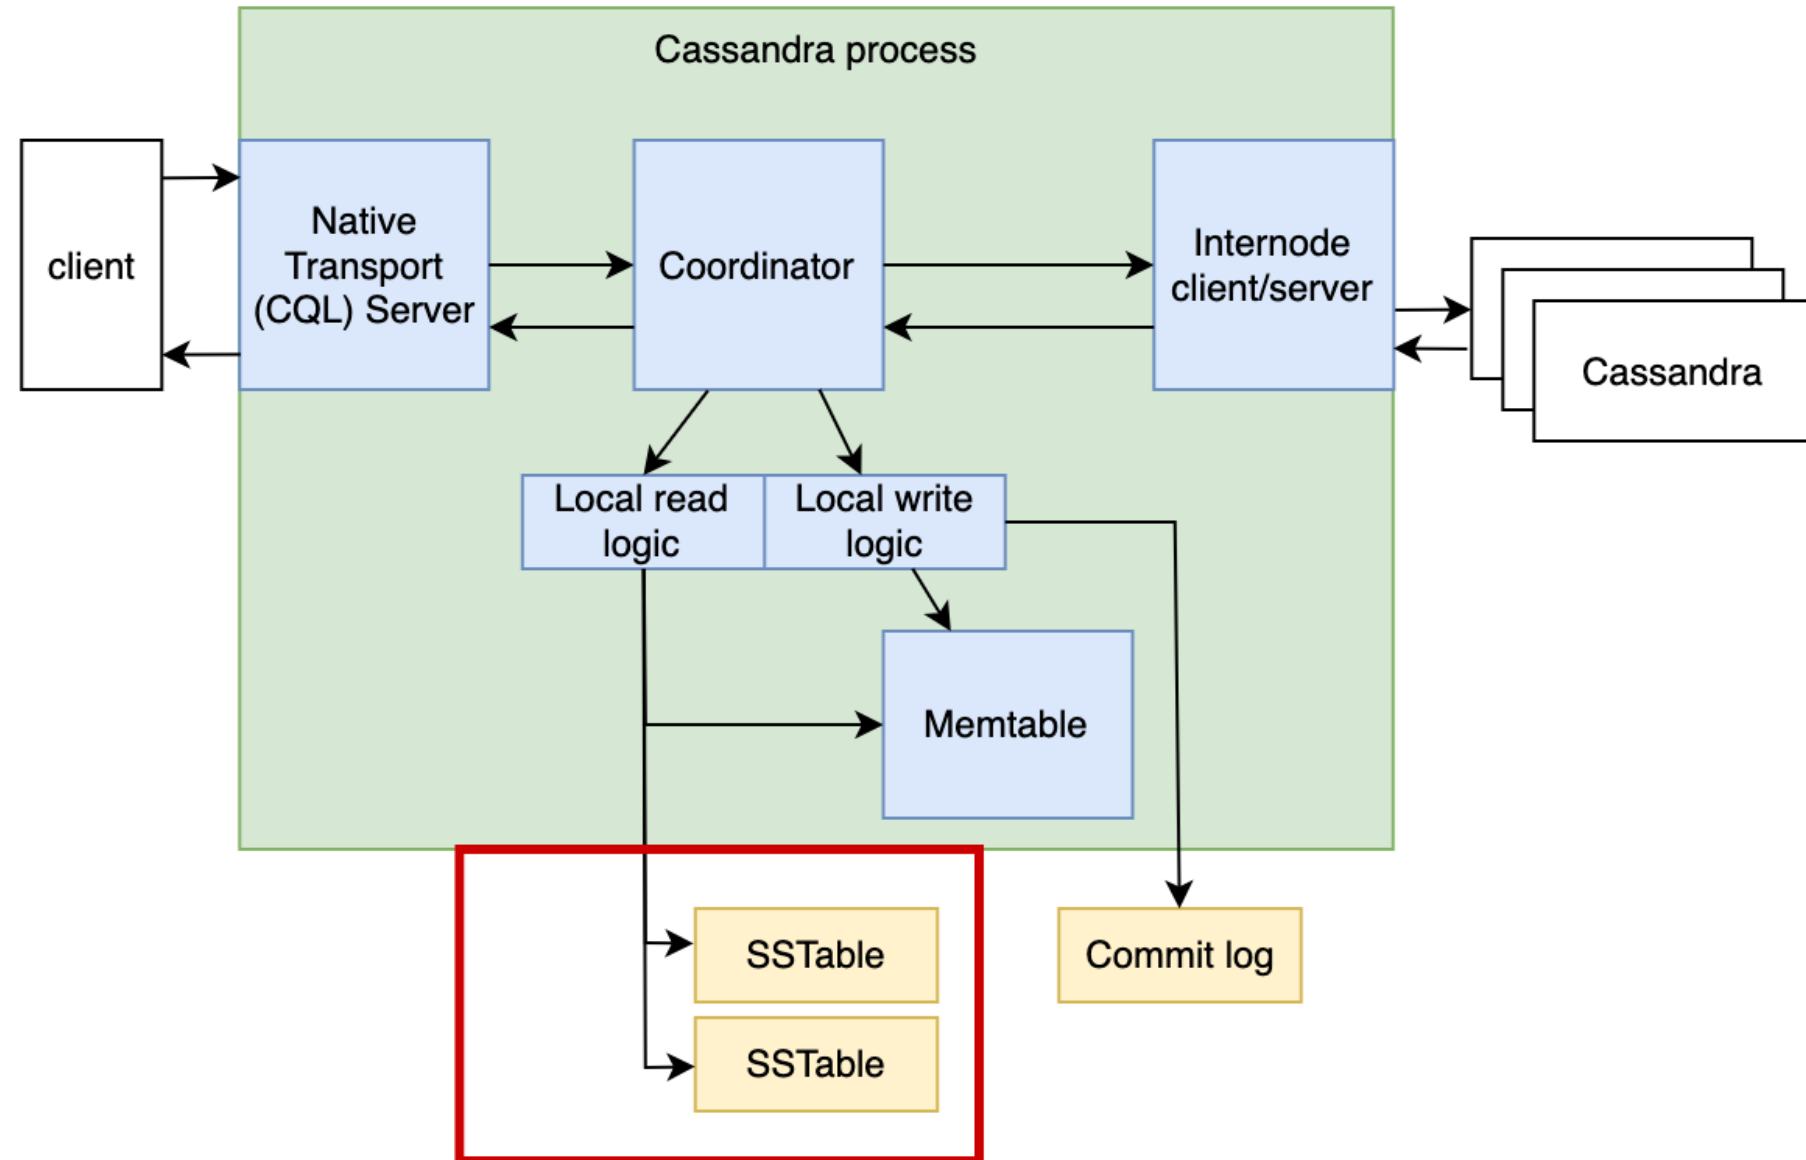 Cassandra process
client
Native
Transport
(CQL) Server
Coordinator
Internode
client/server
Cassandra
Local read
logic
Local write
logic
Memtable
SSTable
Commit log
SSTable